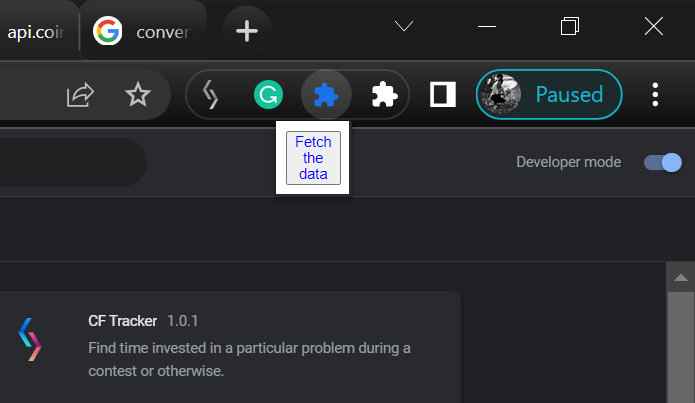 api.coin
conver
Paused
Fetch
the
data
Developer mode
CF Tracker 1.0.1
Find time invested in a particular problem during a
contest or otherwise.